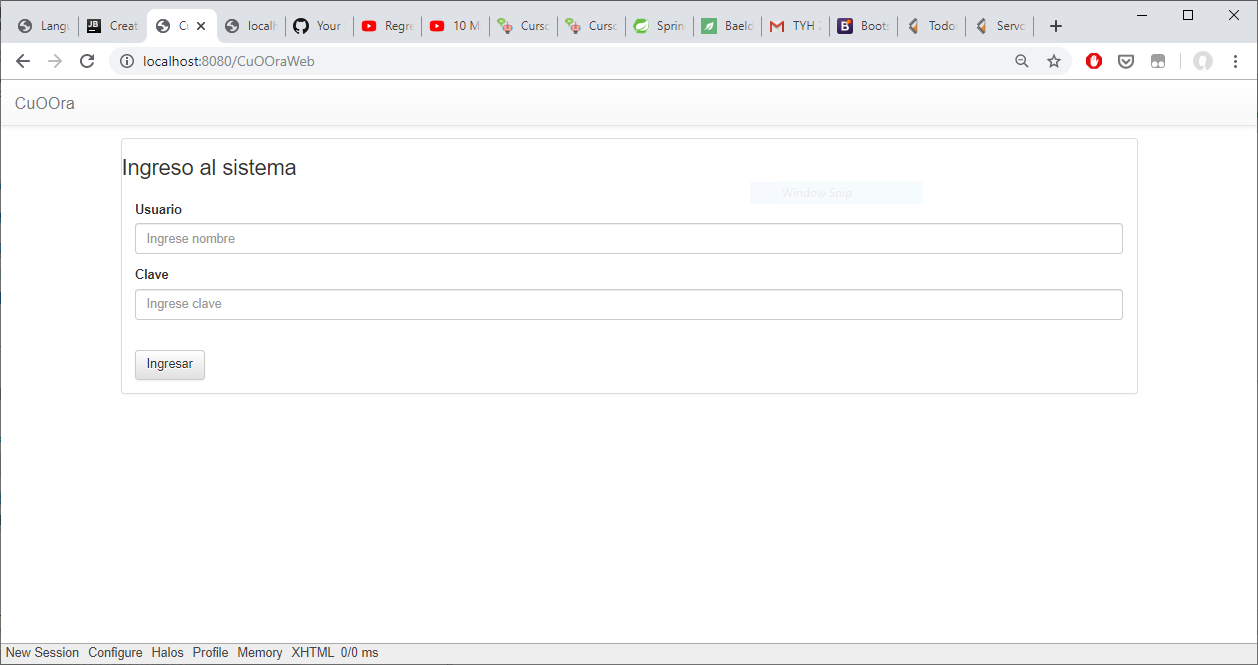 Langu Creat Cu localh Your Regre 10 M Curso Curso Sprin Baeld TYH Boots Todo Servo
localhost:8080/CuOOraWeb
CuOOra
Ingreso al sistema
Window Snip
Usuario
Ingrese nombre
Clave
Ingrese clave
Ingresar
New Session Configure Halos Profile Memory XHTML 0/0 ms